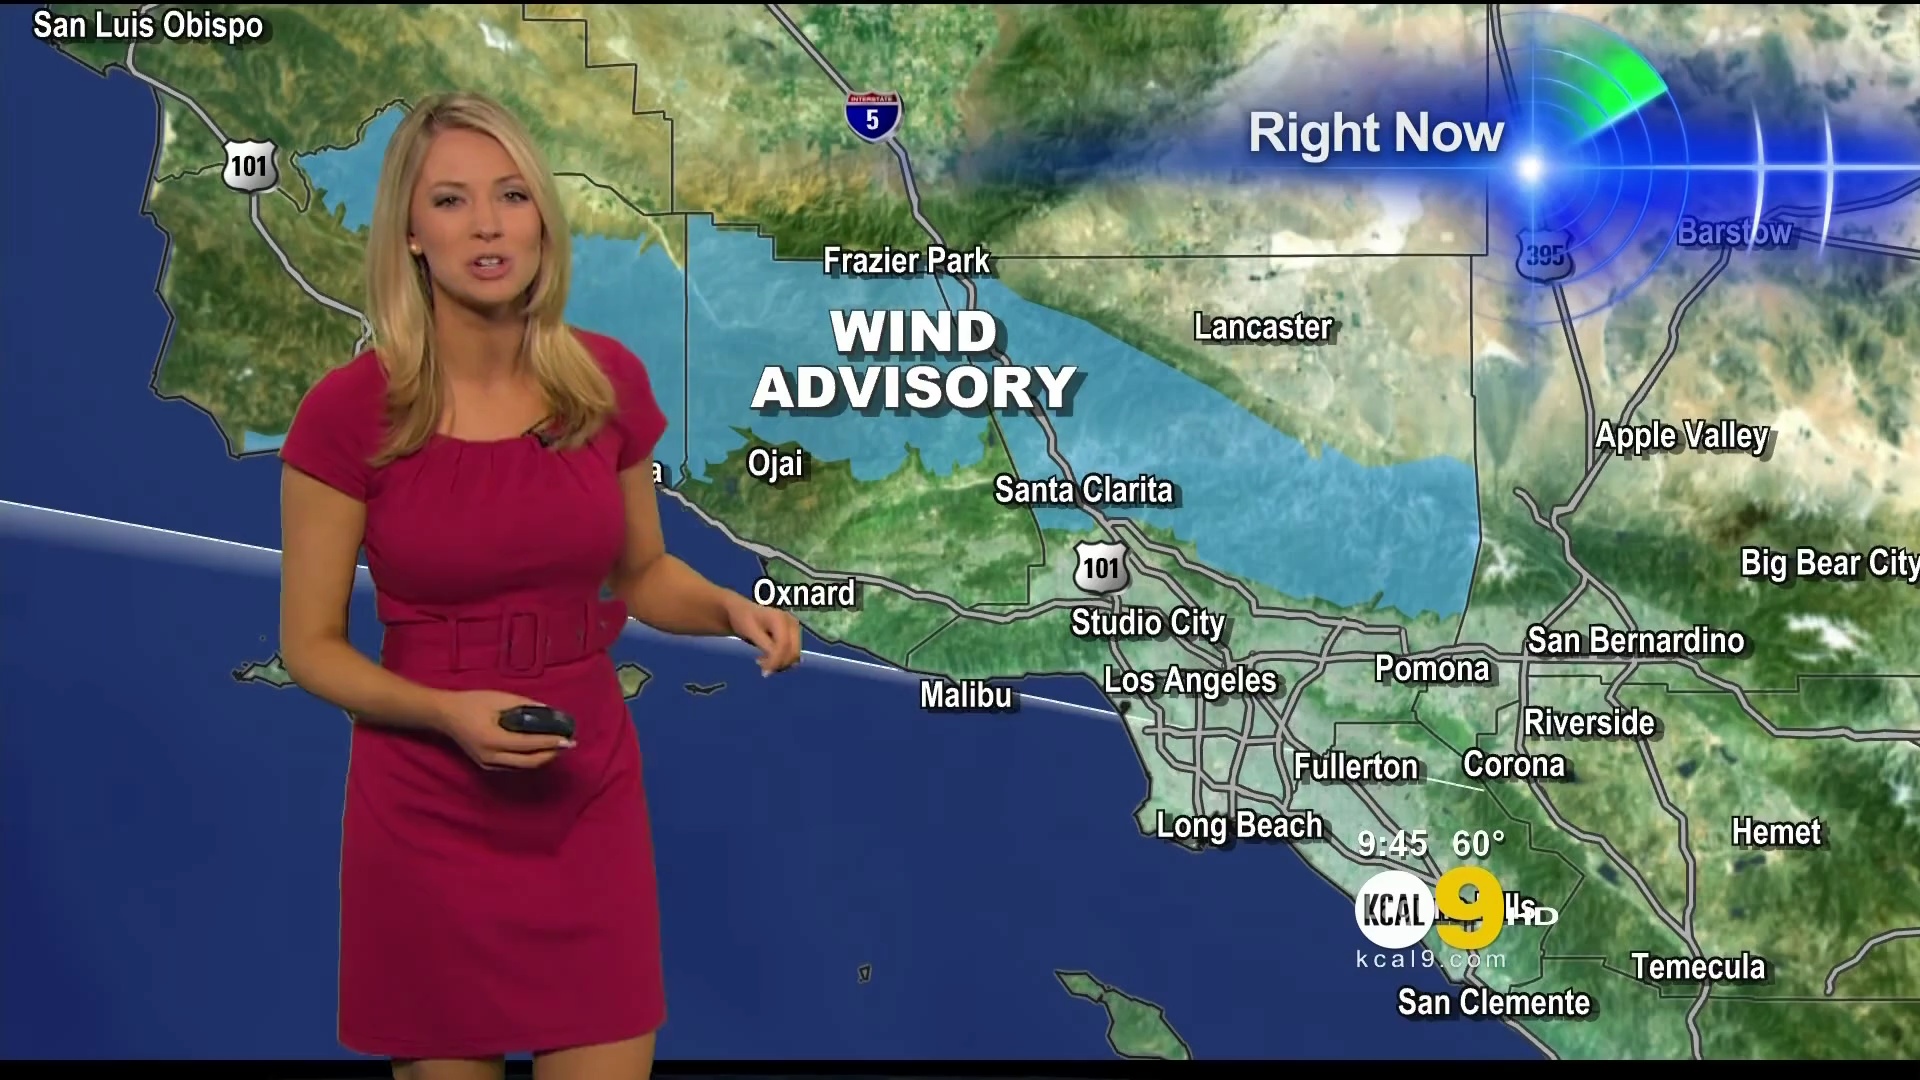 San Luis Obispo
INTERSTATE
5
Right Now
101
Barstow
395
Frazier Park
WIND
ADVISORY
Lancaster
Apple Valley
Ojai
a
Santa Clarita
101
Big Bear City
Oxnard
Studio City
San Bernardino
Los Angeles
Pomona
Malibu
Riverside
Fullerton
Corona
Long Beach
Hemet
9:45 60°
KCAL 9 HD
kcal9.com
Temecula
San Clemente